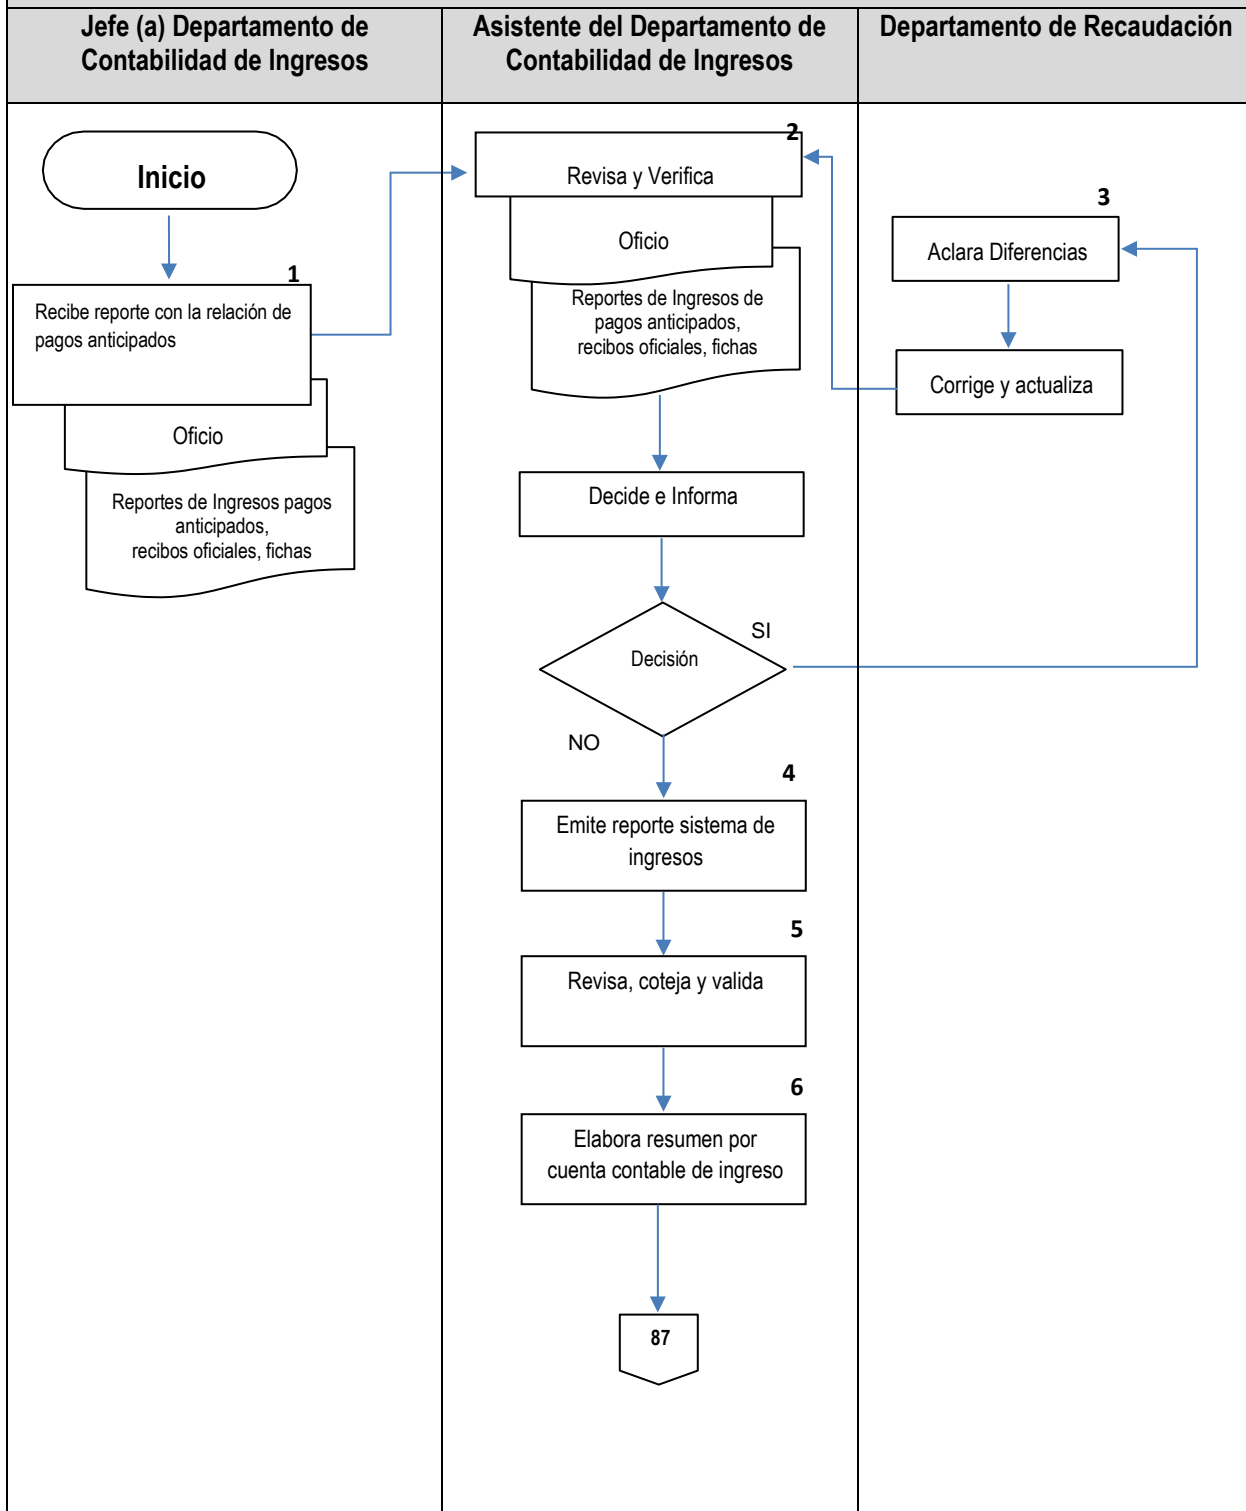 Jefe (a) Departamento de
Contabilidad de Ingresos
Asistente del Departamento de
Contabilidad de Ingresos
Departamento de Recaudación
Inicio
1
Recibe reporte con la relación de
pagos anticipados
Oficio
Reportes de Ingresos pagos
anticipados,
recibos oficiales, fichas
2
Revisa y Verifica
Oficio
Reportes de Ingresos de
pagos anticipados,
recibos oficiales, fichas
3
Aclara Diferencias
Corrige y actualiza
Decide e Informa
Decisión
SI
NO
4
Emite reporte sistema de
ingresos
5
Revisa, coteja y valida
6
Elabora resumen por
cuenta contable de ingreso
87